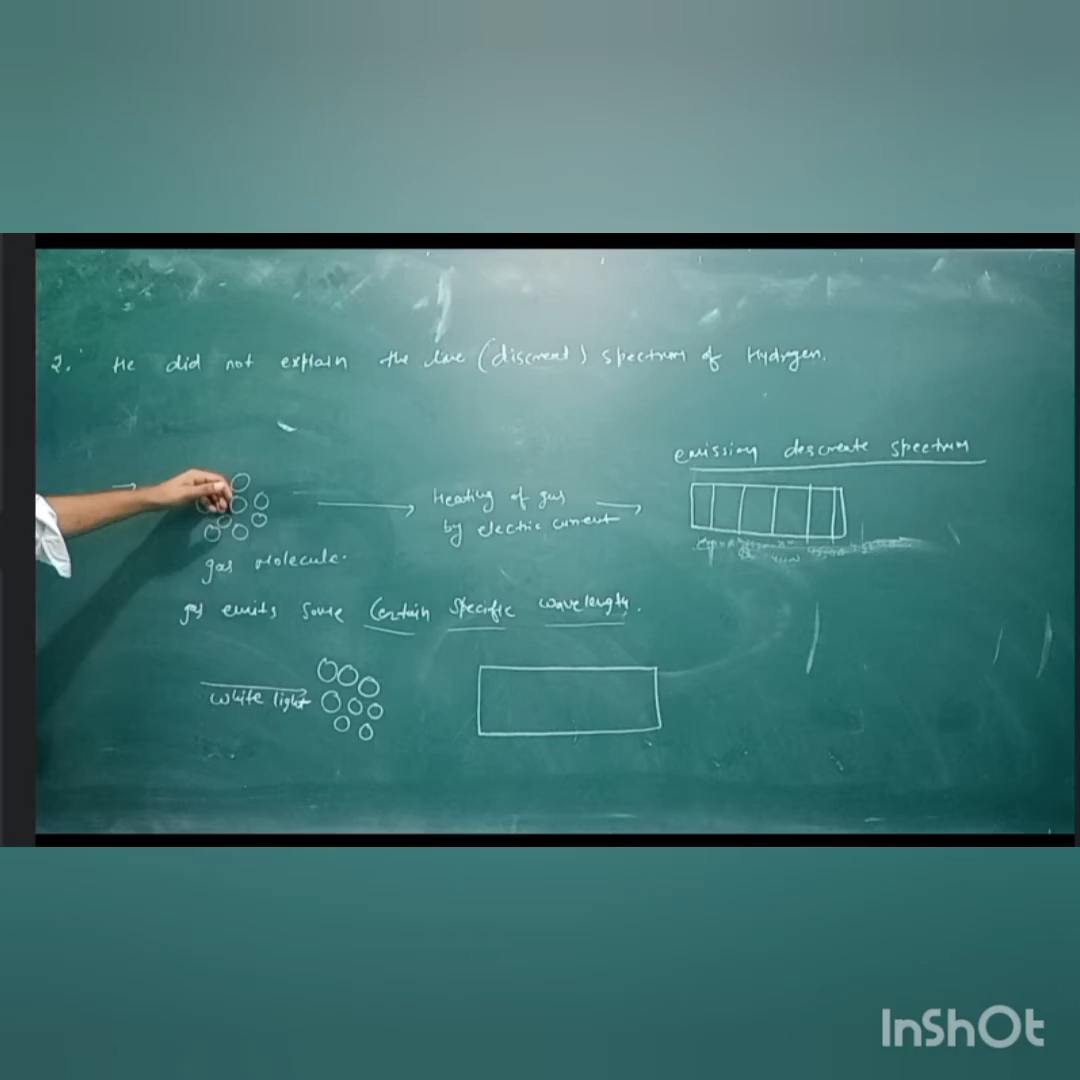 2. He did not explain the line (discreat) spectrum of Hydrogen.
emission descreate spectrum
Heating of gas
by electric current
gas molecule.
gas emits some certain specific wavelength.
white light
InShOt